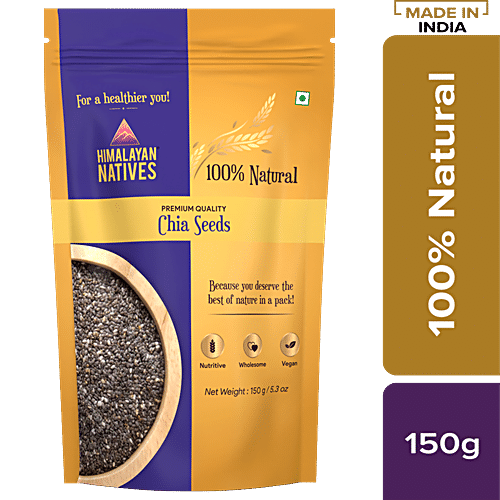 MADE IN
INDIA
For a healthier you!
HIMALAYAN
NATIVES
100% Natural
PREMIUM QUALITY
Chia Seeds
Because you deserve the
best of nature in a pack!
Nutritive
Wholesome
Vegan
Net Weight : 150 g / 5.3 oz
100% Natural
150g